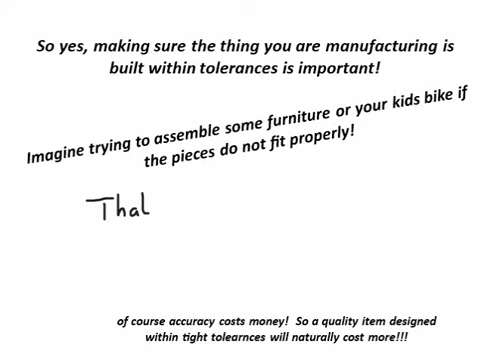 So yes, making sure the thing you are manufacturing is
built within tolerances is important!
Imagine trying to assemble some furniture or your kids bike if
the pieces do not fit properly!
Thal
of course accuracy costs money! So a quality item designed
within tight tolearnces will naturally cost more!!!